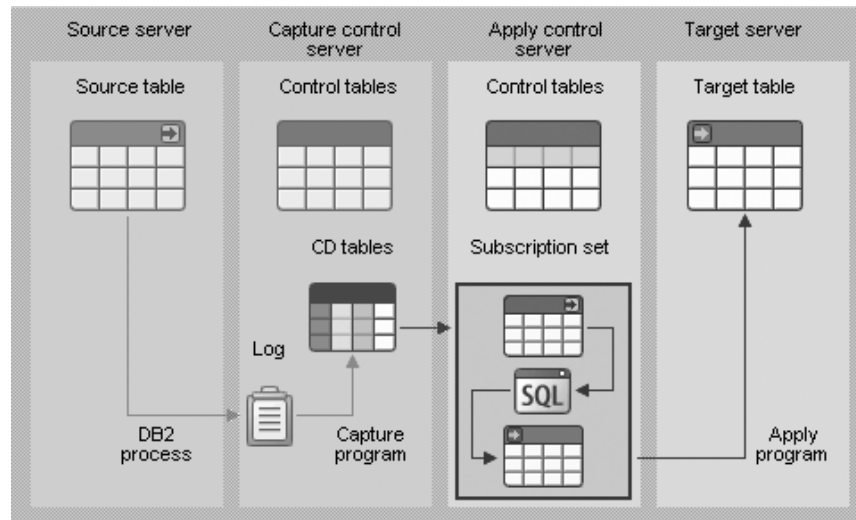 Source server
Capture control
server
Apply control
server
Target server
Source table
Control tables
Control tables
Target table
CD tables
Subscription set
Log
SQL
DB2
process
Capture
program
Apply
program